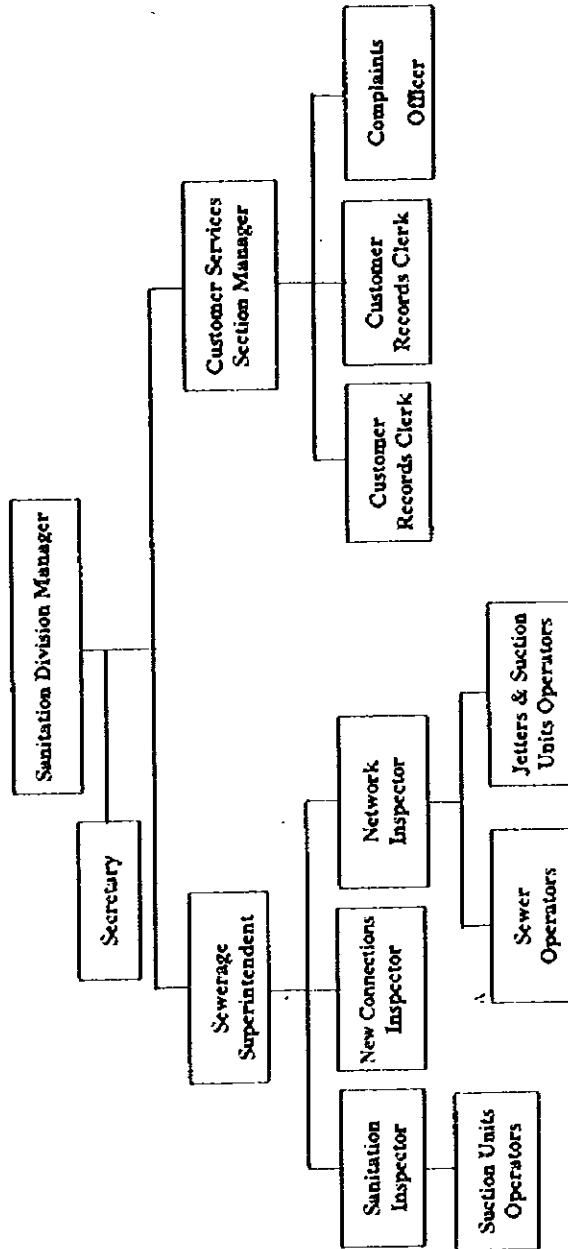 Sanitation Division Manager
Secretary
Sewerage
Superintendent
Customer Services
Section Manager
Sanitation
Inspector
New Connections
Inspector
Network
Inspector
Customer
Records Clerk
Customer
Records Clerk
Complaints
Officer
Suction Units
Operators
Sewer
Operators
Jetters & Suction
Units Operators